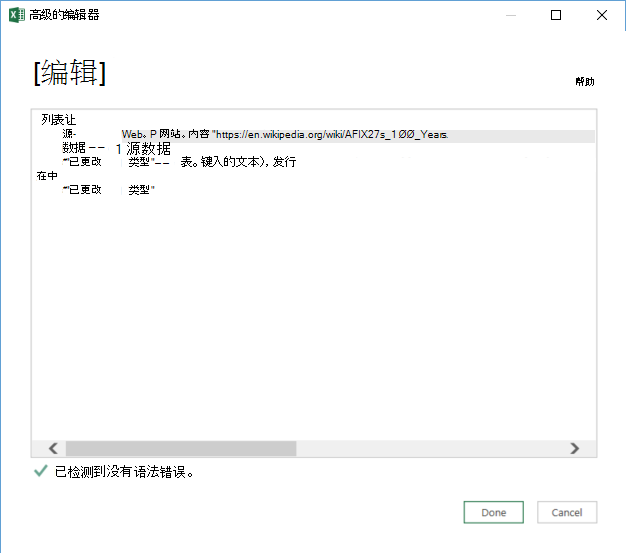 高级的编辑器
[编辑]
帮助
列表让
源-   Web。P 网站。内容 "https://en.wikipedia.org/wiki/AFIX27s_1 ØØ_Years.
数据 – –   1 源数据
"已更改   类型"– –   表。键入的文本），发行
在中
"已更改   类型"
已检测到没有语法错误。
Done   Cancel